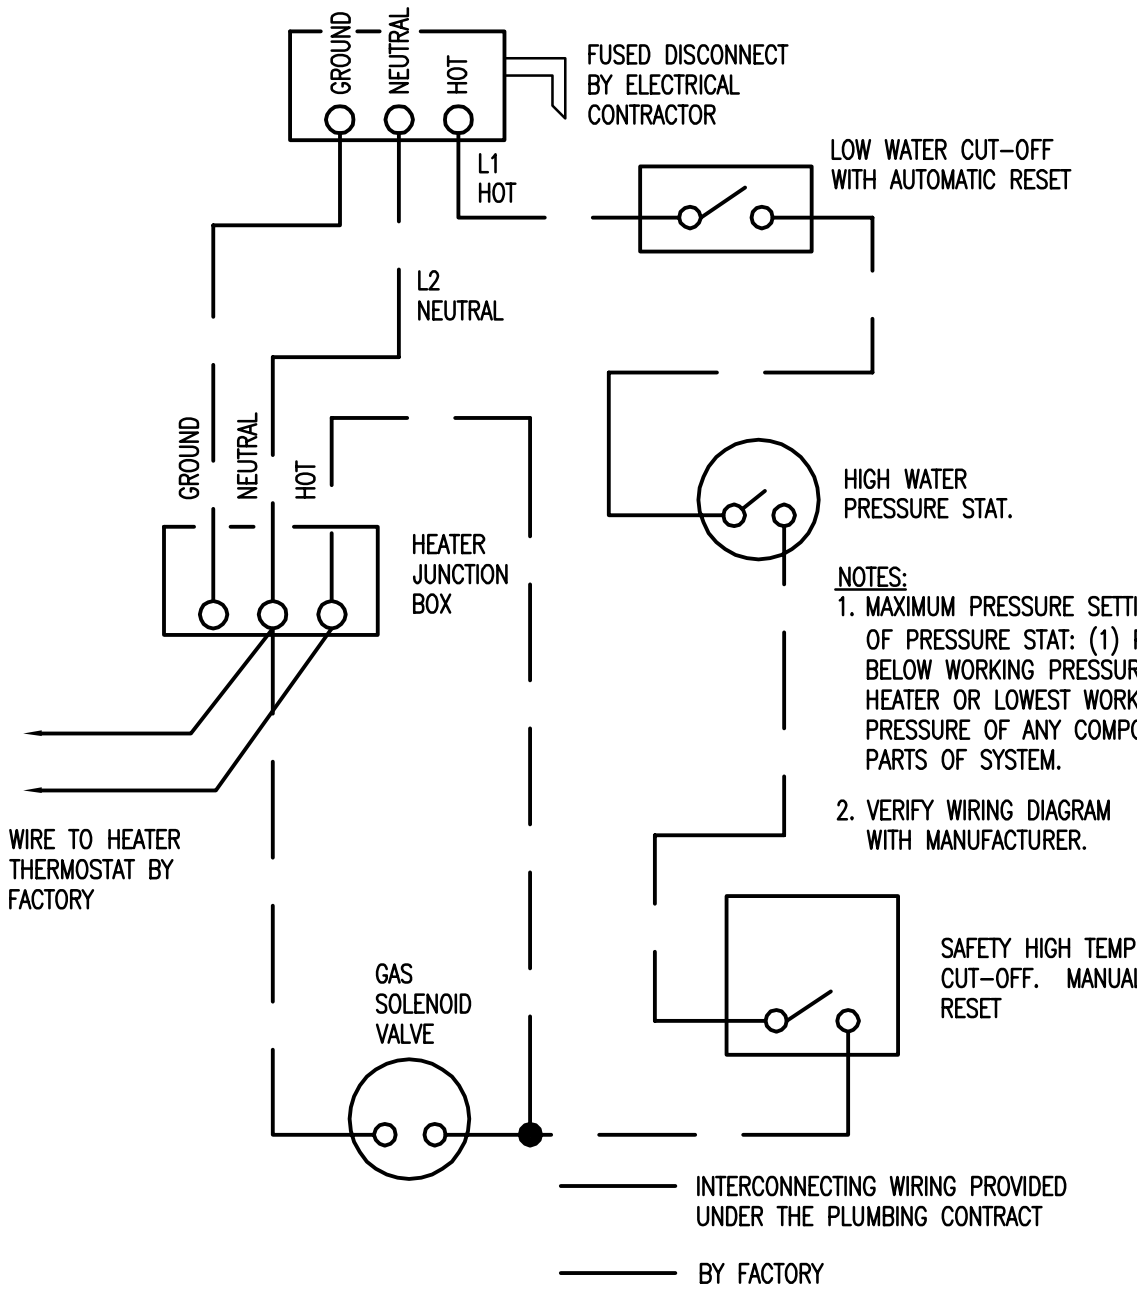 GROUND
NEUTRAL
HOT
FUSED DISCONNECT
BY ELECTRICAL
CONTRACTOR
L1
HOT
LOW WATER CUT-OFF
WITH AUTOMATIC RESET
L2
NEUTRAL
GROUND
NEUTRAL
HOT
HIGH WATER
PRESSURE STAT.
HEATER
JUNCTION
BOX
NOTES:
1. MAXIMUM PRESSURE
OF PRESSURE STAT: (1)
BELOW WORKING
HEATER OR LOWEST
PRESSURE OF ANY
PARTS OF SYSTEM.
2. VERIFY WIRING DIAGRAM
WITH MANUFACTURER.
WIRE TO HEATER
THERMOSTAT BY
FACTORY
SAFETY HIGH TEMP
CUT-OFF. MANUAL
RESET
GAS
SOLENOID
VALVE
INTERCONNECTING WIRING PROVIDED
UNDER THE PLUMBING CONTRACT
BY FACTORY